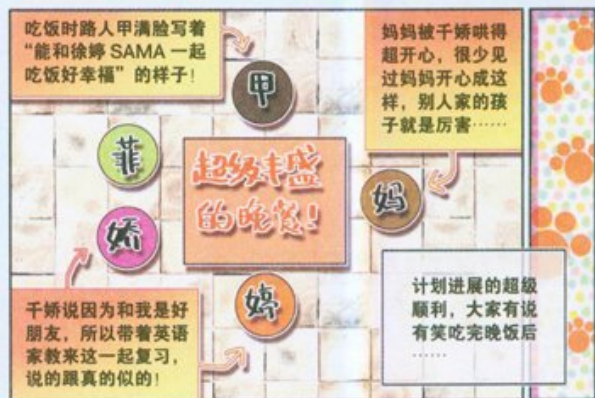 吃饭时路人甲满脸写着
“能和徐婷 SAMA 一起
吃饭好幸福”的样子！
甲
妈妈被千娇哄得
超开心，很少见
过妈妈开心成这
样，别人家的孩
子就是厉害……
菲
超级丰盛
的晚餐！
妈
娇
婷
千娇说因为和我是好
朋友，所以带着英语
家教来这一起复习，
说的跟真的似的！
计划进展的超级
顺利，大家有说
有笑吃完晚饭后
……